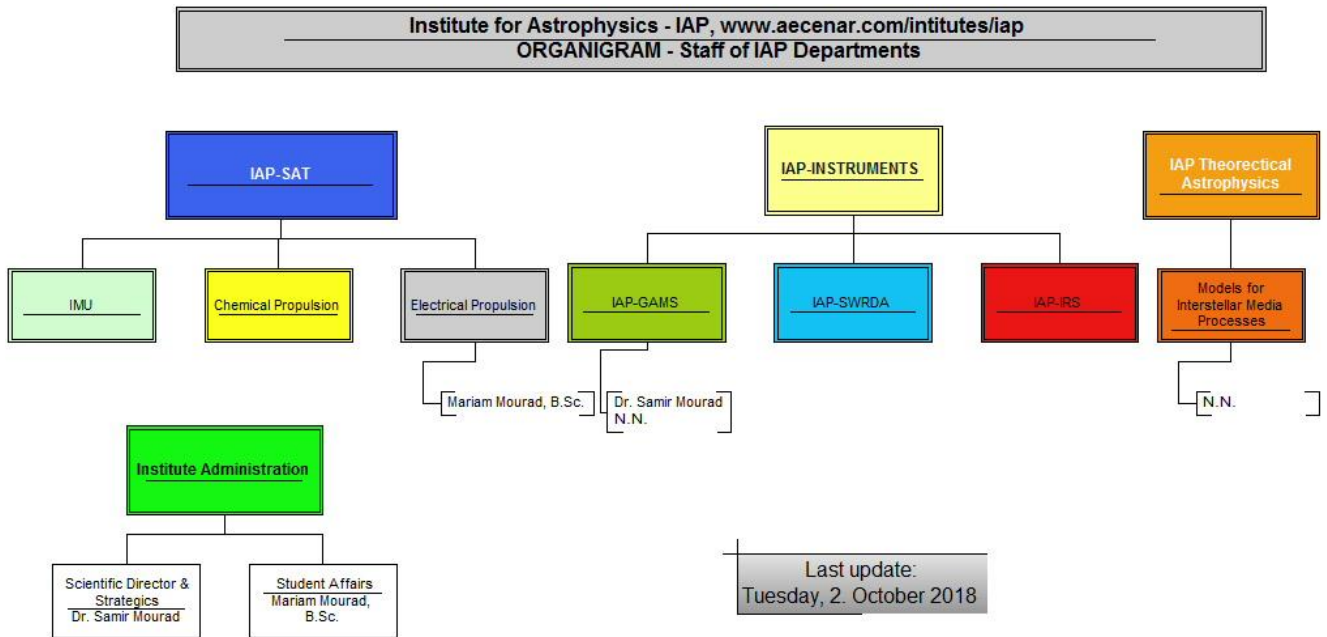 Institute for Astrophysics - IAP, www.aecenar.com/intitutes/iap
ORGANIGRAM - Staff of IAP Departments
IAP-SAT
IAP-INSTRUMENTS
IAP Theorectical
Astrophysics
IMU
Chemical Propulsion
Electrical Propulsion
IAP-GAMS
IAP-SWRDA
IAP-IRS
Models for
Interstellar Media
Processes
Mariam Mourad, B.Sc.
Dr. Samir Mourad
N.N.
N.N.
Institute Administration
Scientific Director &
Strategics
Dr. Samir Mourad
Student Affairs
Mariam Mourad,
B.Sc.
Last update:
Tuesday, 2. October 2018